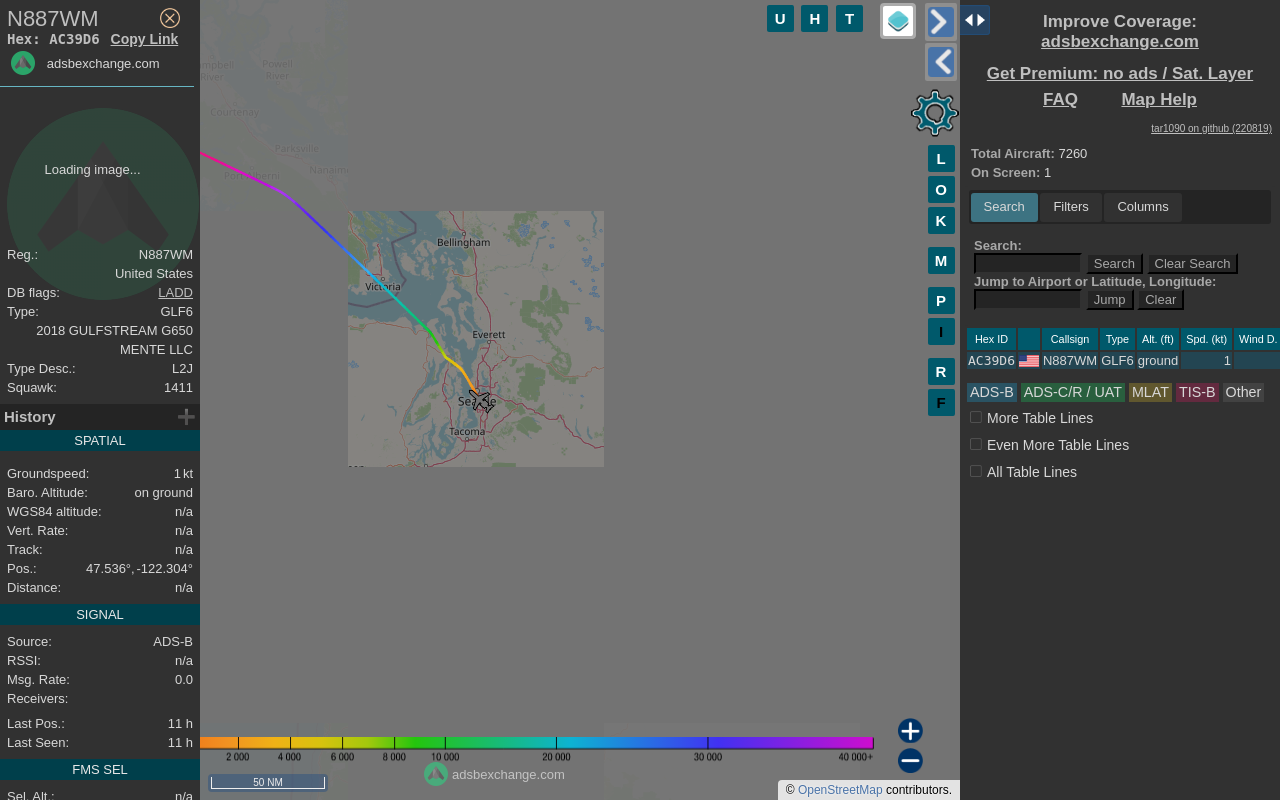 N887WM
Hex: AC39D6 Copy Link
adsbexchange.com
Loading image...
Reg.: N887WM
United States
DB flags: LADD
Type: GLF6
2018 GULFSTREAM G650
MENTE LLC
Type Desc.: L2J
Squawk: 1411
History
SPATIAL
Groundspeed: 1 kt
Baro. Altitude: on ground
WGS84 altitude: n/a
Vert. Rate: n/a
Track: n/a
Pos.: 47.536°, -122.304°
Distance: n/a
SIGNAL
Source: ADS-B
RSSI: n/a
Msg. Rate: 0.0
Receivers:
Last Pos.: 11 h
Last Seen: 11 h
FMS SEL
Sel. Alt.: n/a
Powell
River
River
Courtenay
Parksville
Bellingham
Victoria
Everett
Tacoma
U H T
L
O
K
M
P
I
R
F
2 000 4 000 6 000 8 000 10 000 20 000 30 000 40 000+
50 NM
adsbexchange.com
© OpenStreetMap contributors.
Improve Coverage:
adsbexchange.com
Get Premium: no ads / Sat. Layer
FAQ Map Help
tar1090 on github (220819)
Total Aircraft: 7260
On Screen: 1
Search Filters Columns
Search:
Search Clear Search
Jump to Airport or Latitude, Longitude:
Jump Clear
Hex ID Callsign Type Alt. (ft) Spd. (kt) Wind D.
AC39D6 N887WM GLF6 ground 1
ADS-B ADS-C/R / UAT MLAT TIS-B Other
More Table Lines
Even More Table Lines
All Table Lines